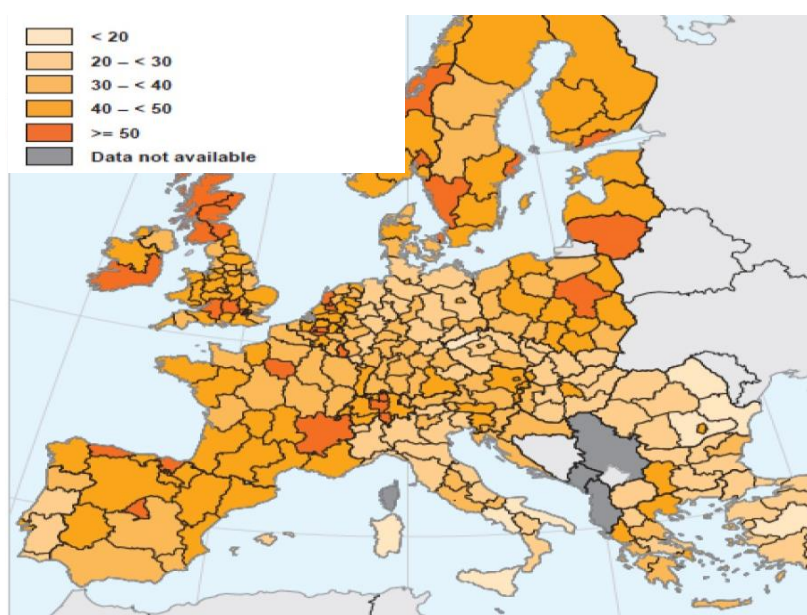 < 20
20 – < 30
30 – < 40
40 – < 50
>= 50
Data not available